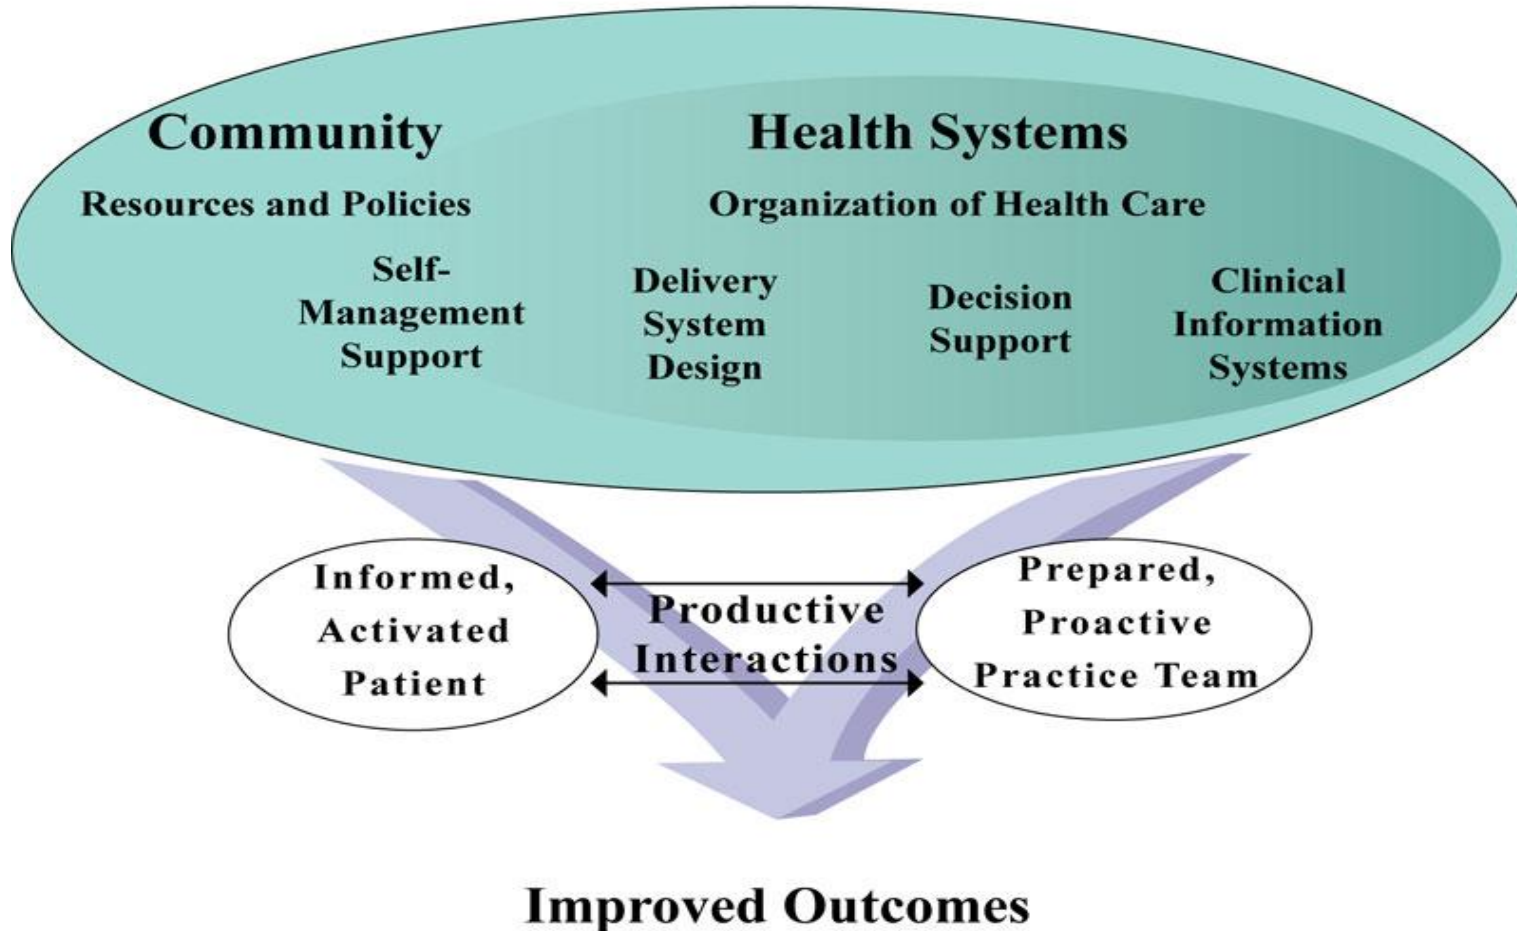 Community
Resources and Policies
Health Systems
Organization of Health Care
Self-
Management
Support
Delivery
System
Design
Decision
Support
Clinical
Information
Systems
Informed,
Activated
Patient
Productive
Interactions
Prepared,
Proactive
Practice Team
Improved Outcomes